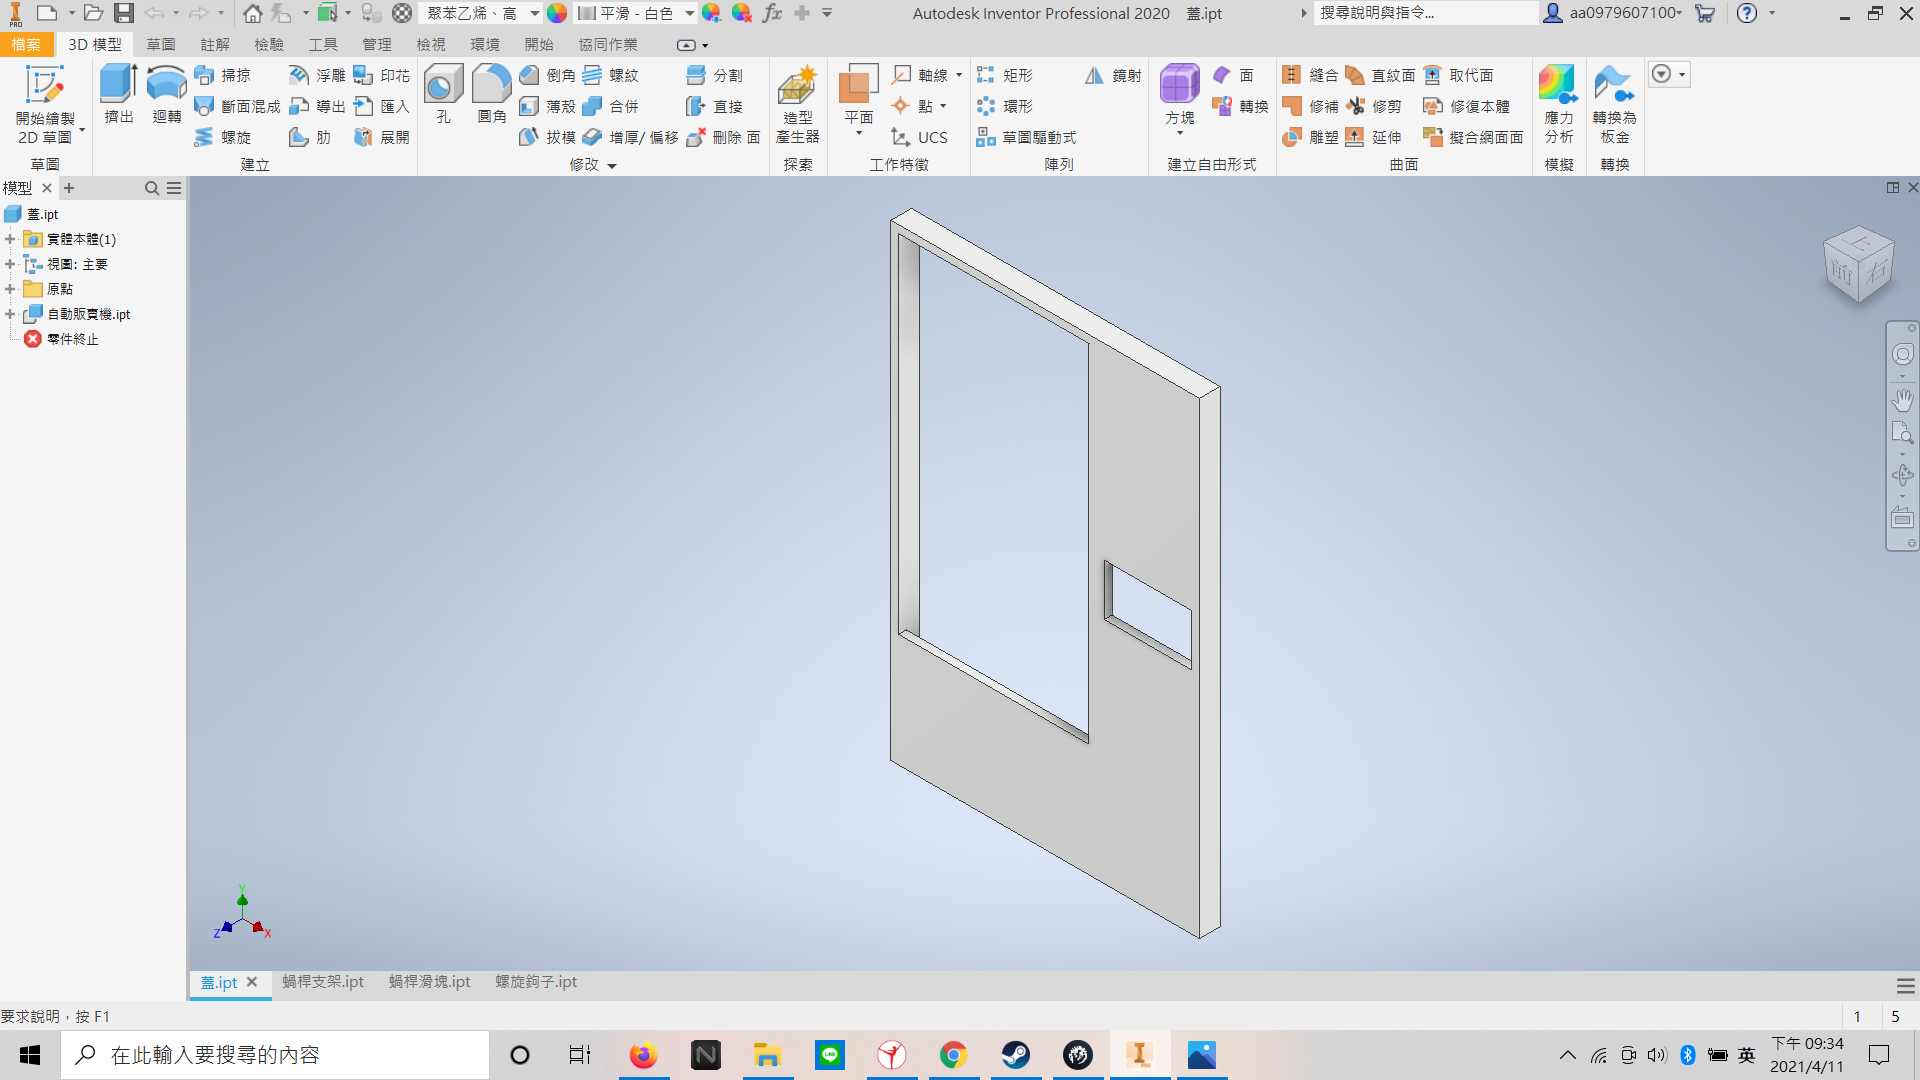 PRO 聚苯乙烯、高 平滑 - 白色 fx Autodesk Inventor Professional 2020 蓋.ipt 搜尋說明與指令... aa0979607100
檔案 3D 模型 草圖 註解 檢驗 工具 管理 檢視 環境 開始 協同作業
開始繪製
2D 草圖
草圖
擠出 迴轉
掃掠 浮雕 印花
斷面混成 導出 匯入
螺旋 肋 展開
建立
孔 圓角
倒角 螺紋 分割
薄殼 合併 直接
拔模 增厚/ 偏移 刪除 面
修改
造型
產生器
探索
平面
軸線
點
UCS
工作特徵
矩形 鏡射
環形
草圖驅動式
陣列
方塊
面
轉換
建立自由形式
縫合 直紋面 取代面
修補 修剪 修復本體
雕塑 延伸 擬合網面面
曲面
應力
分析
模擬
轉換為
板金
轉換
模型
蓋.ipt
實體本體(1)
視圖: 主要
原點
自動販賣機.ipt
零件終止
上
前 右
Y
Z X
蓋.ipt 蝸桿支架.ipt 蝸桿滑塊.ipt 螺旋鉤子.ipt
要求說明，按 F1 1 5
在此輸入要搜尋的內容
LINE
PRO
英
下午 09:34
2021/4/11